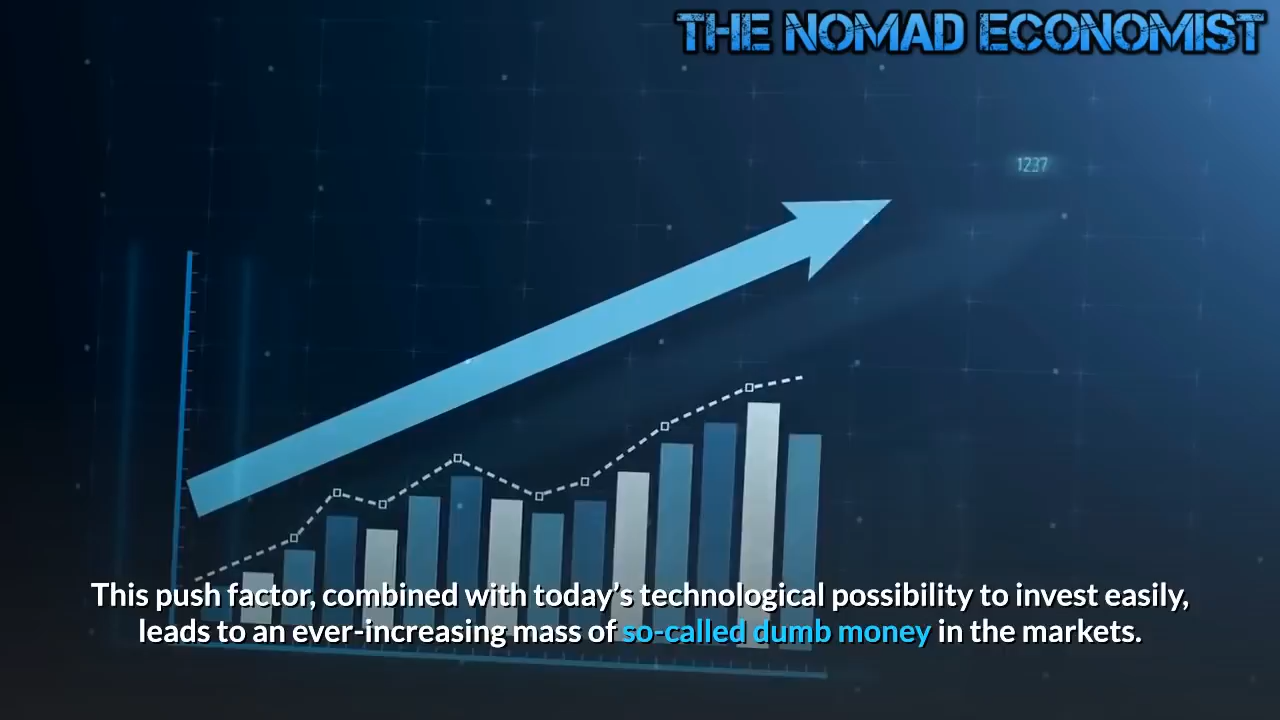 THE NOMAD ECONOMIST
1237
This push factor, combined with today's technological possibility to invest easily,
leads to an ever-increasing mass of so-called dumb money in the markets.